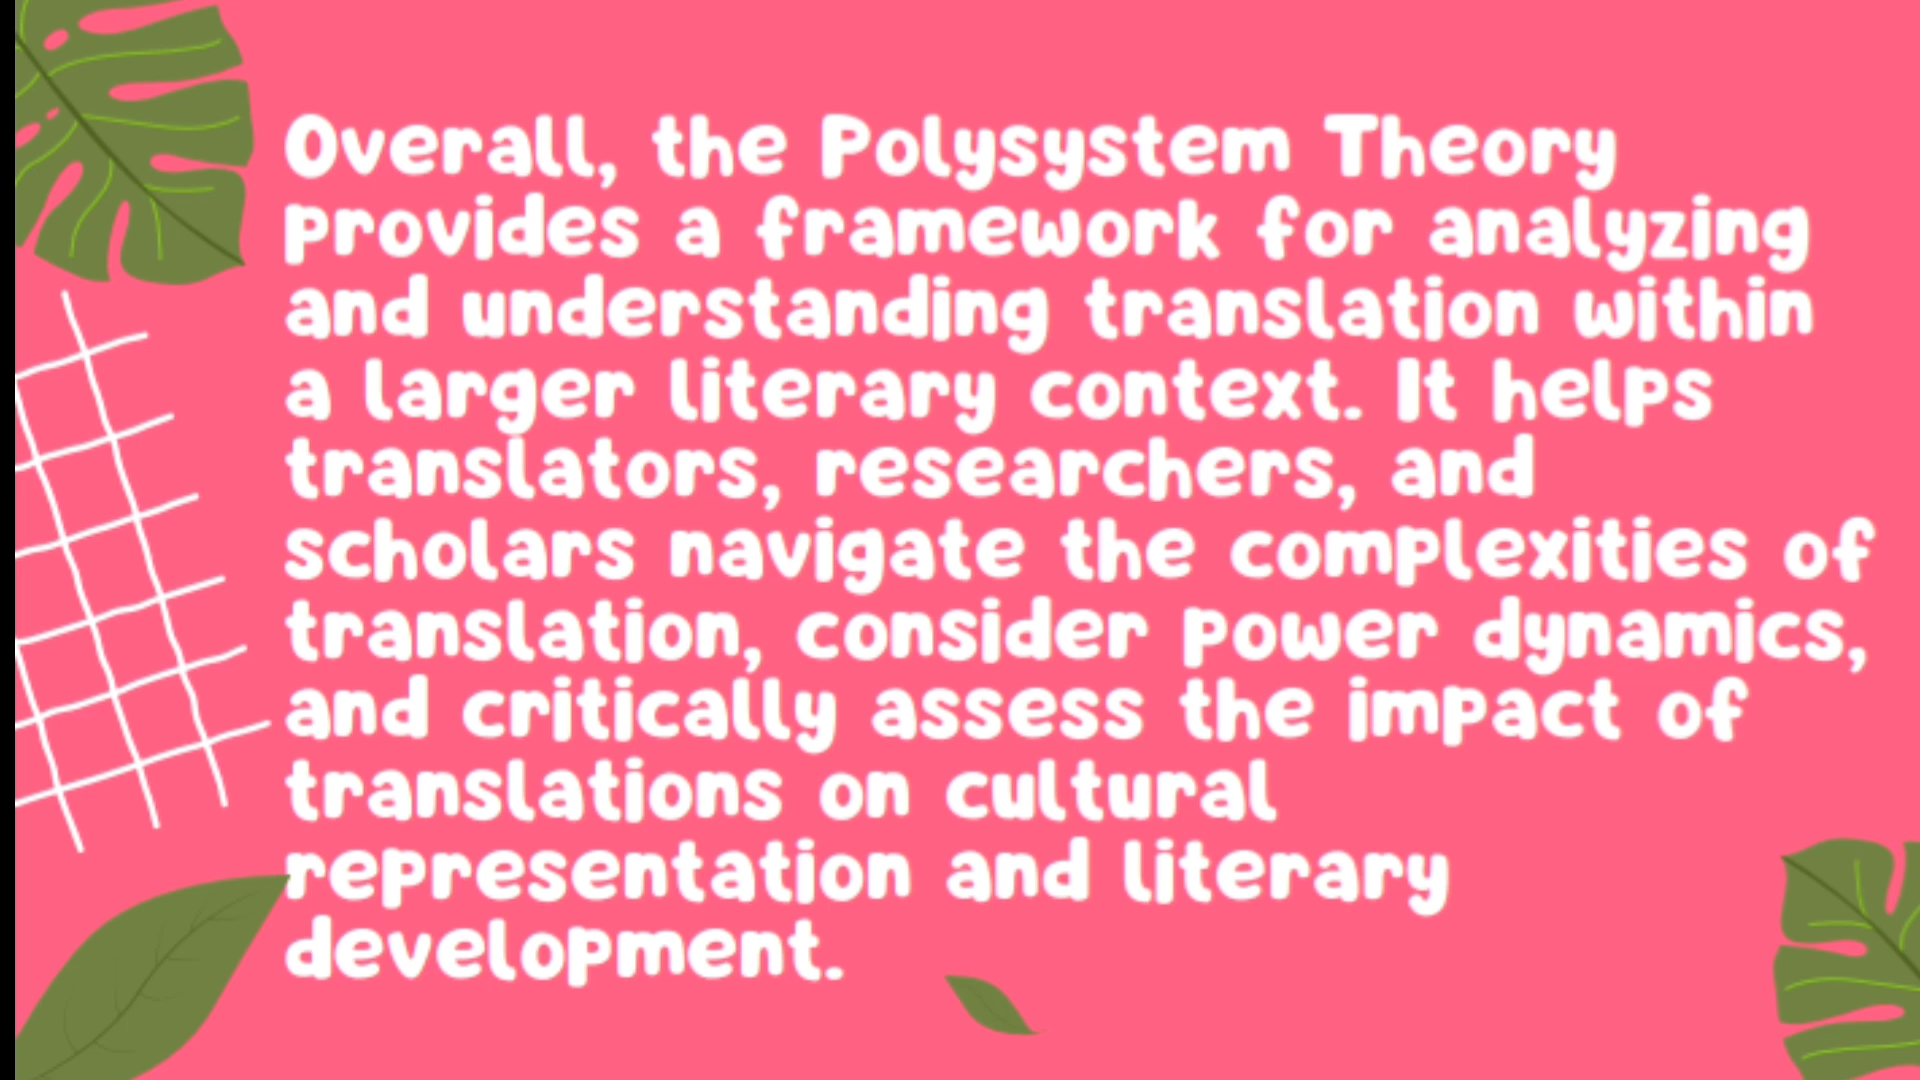 Overall, the Polysystem Theory
provides a framework for analyzing
and understanding translation within
a larger literary context. It helps
translators, researchers, and
scholars navigate the complexities of
translation, consider power dynamics,
and critically assess the impact of
translations on cultural
representation and literary
development.